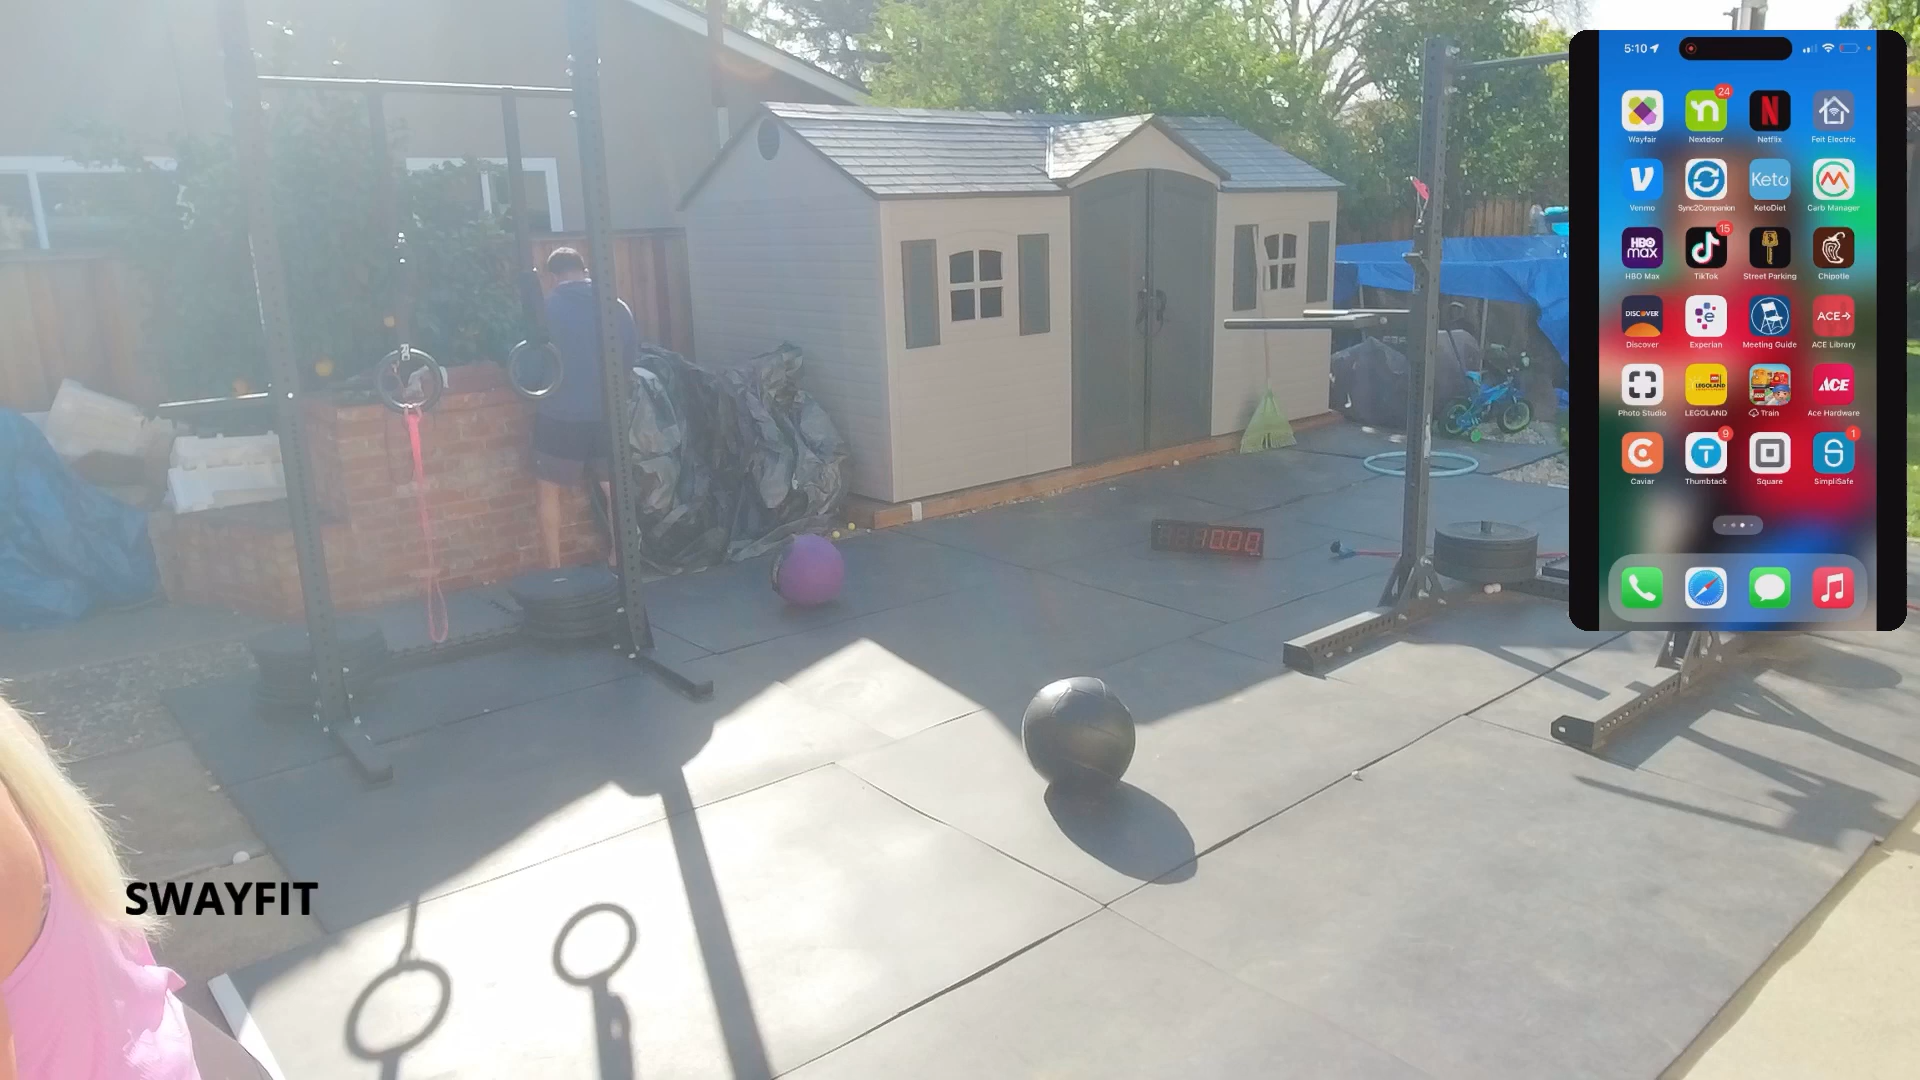 5:10
24
N
Wayfair
Nextdoor
Netflix
Feit Electric
Keto
Venmo
Sync2Companion
KetoDiet
Carb Manager
HBO
max
15
HBO Max
TikTok
Street Parking
Chipotle
DISCOVER
e
ACE
Discover
Experian
Meeting Guide
ACE Library
LEGOLAND
ACE
Photo Studio
LEGOLAND
Train
Ace Hardware
9
1
Caviar
Thumbtack
Square
SimpliSafe
10:00
SWAYFIT